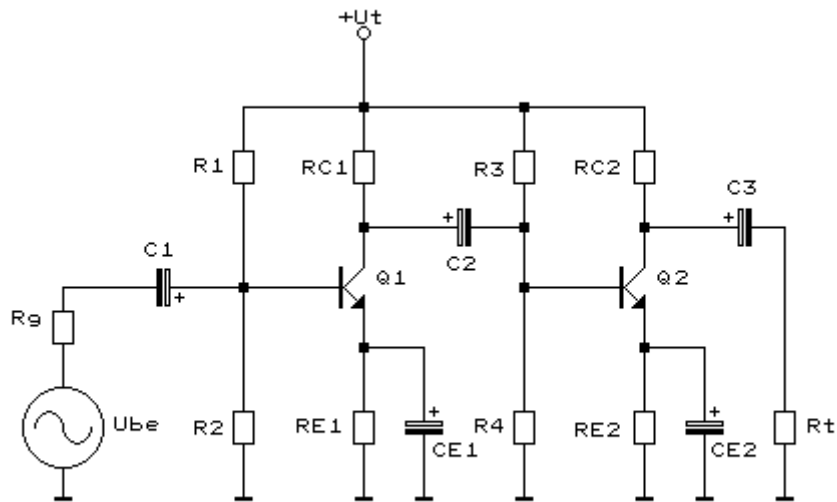 +Ut
R1
RC1
R3
RC2
C3
+
C1
+
+
C2
Q1
Q2
Rg
Ube
R2
RE1
+
CE1
R4
RE2
+
CE2
Rt